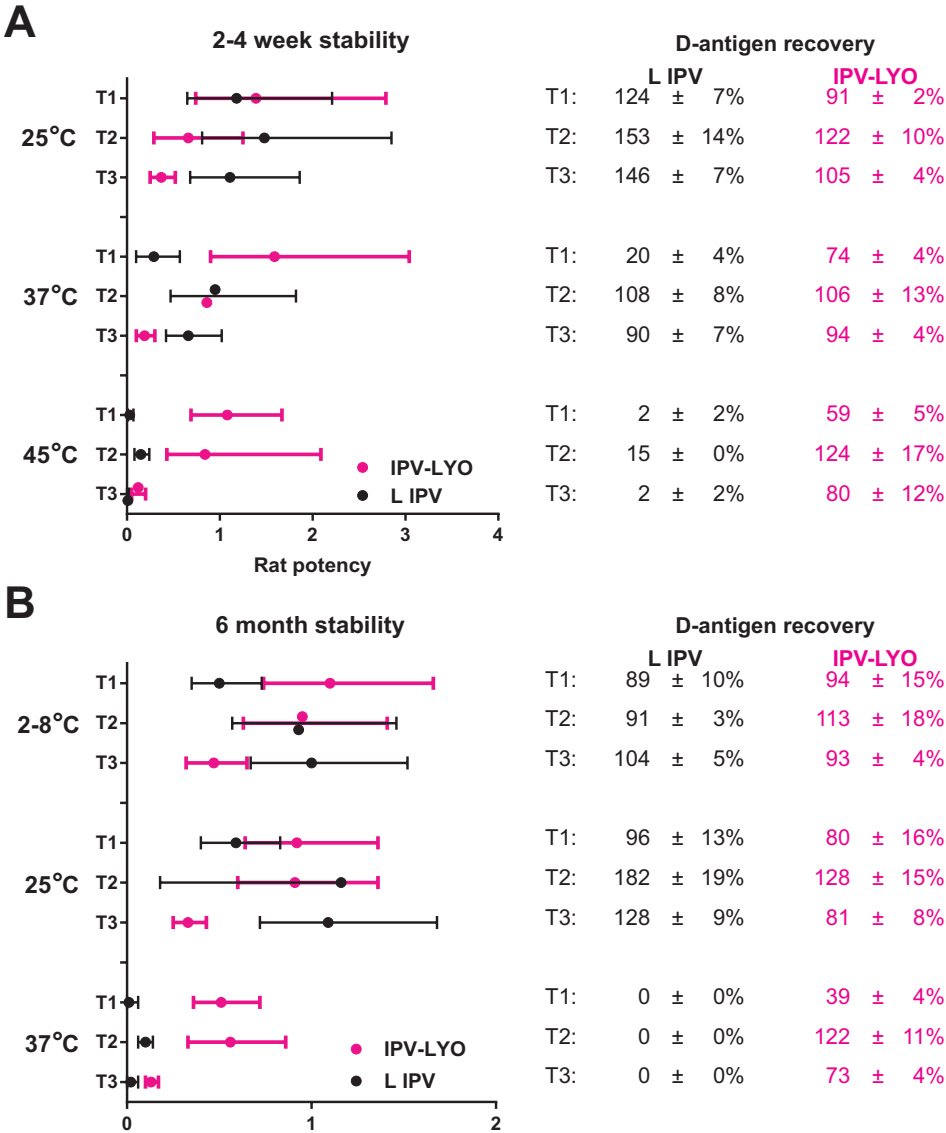 A
2-4 week stability
D-antigen recovery
L IPV IPV-LYO
T1 T1: 124 ± 7% 91 ± 2%
25°C T2 T2: 153 ± 14% 122 ± 10%
T3 T3: 146 ± 7% 105 ± 4%
T1 T1: 20 ± 4% 74 ± 4%
37°C T2 T2: 108 ± 8% 106 ± 13%
T3 T3: 90 ± 7% 94 ± 4%
T1 T1: 2 ± 2% 59 ± 5%
45°C T2 T2: 15 ± 0% 124 ± 17%
IPV-LYO
T3 L IPV T3: 2 ± 2% 80 ± 12%
0 1 2 3 4
Rat potency
B
6 month stability
D-antigen recovery
L IPV IPV-LYO
T1 T1: 89 ± 10% 94 ± 15%
2-8°C T2 T2: 91 ± 3% 113 ± 18%
T3 T3: 104 ± 5% 93 ± 4%
T1 T1: 96 ± 13% 80 ± 16%
25°C T2 T2: 182 ± 19% 128 ± 15%
T3 T3: 128 ± 9% 81 ± 8%
T1 T1: 0 ± 0% 39 ± 4%
37°C T2 T2: 0 ± 0% 122 ± 11%
IPV-LYO
T3 L IPV T3: 0 ± 0% 73 ± 4%
0 1 2